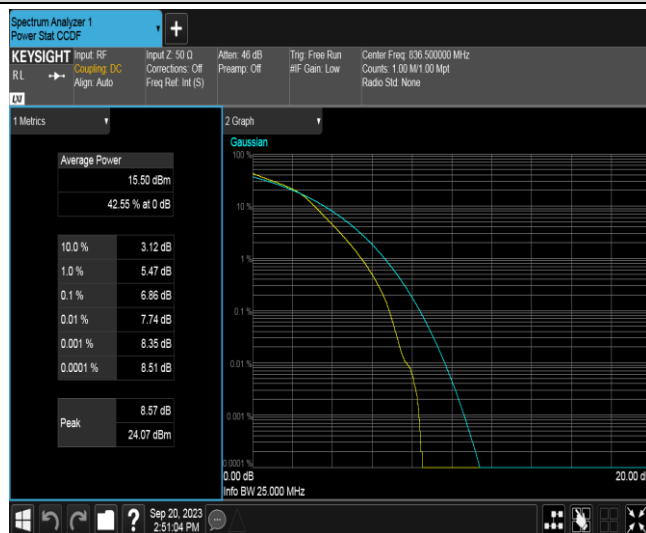 Spectrum Analyzer 1
Power Stat CCDF
KEYSIGHT
RL
LXI
Input: RF
Coupling: DC
Align: Auto
Input Z: 50 Ω
Corrections: Off
Freq Ref: Int (S)
Atten: 46 dB
Preamp: Off
Trig: Free Run
#IF Gain: Low
Center Freq: 836.500000 MHz
Counts: 1.00 M/1.00 Mpt
Radio Std: None
1 Metrics
Average Power
15.50 dBm
42.55 % at 0 dB
10.0 % 3.12 dB
1.0 % 5.47 dB
0.1 % 6.86 dB
0.01 % 7.74 dB
0.001 % 8.35 dB
0.0001 % 8.51 dB
Peak
8.57 dB
24.07 dBm
2 Graph
Gaussian
100 %
10 %
1 %
0.1 %
0.01 %
0.001 %
0.0001 %
0.00 dB
20.00 d
Info BW 25.000 MHz
?
Sep 20, 2023
2:51:04 PM